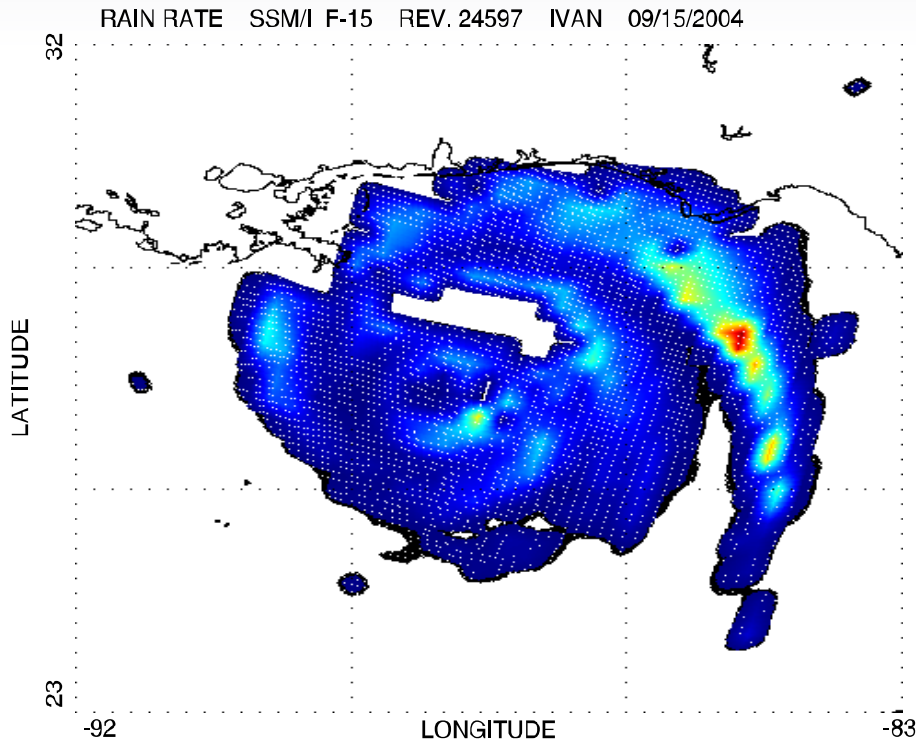 RAIN RATE SSM/I F-15 REV. 24597 IVAN 09/15/2004
32
LATITUDE
23
-92 LONGITUDE -83